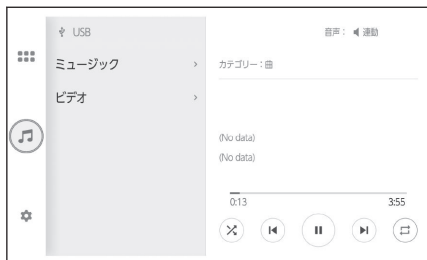 USB
音声： 連動
ミュージック
カテゴリー：曲
ビデオ
(No data)
(No data)
0:13
3:55